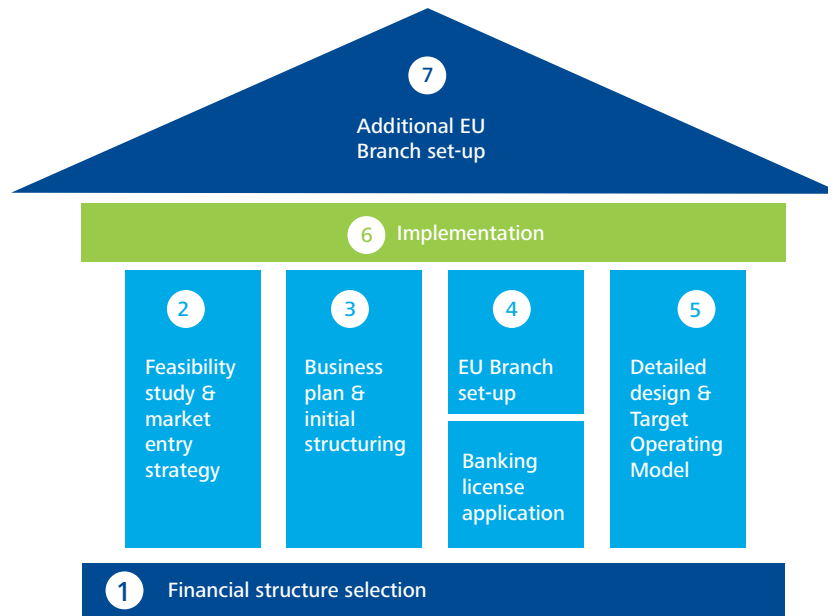 7
Additional EU
Branch set-up
6 Implementation
2
Feasibility
study &
market
entry
strategy
3
Business
plan &
initial
structuring
4
EU Branch
set-up
Banking
license
application
5
Detailed
design &
Target
Operating
Model
1 Financial structure selection